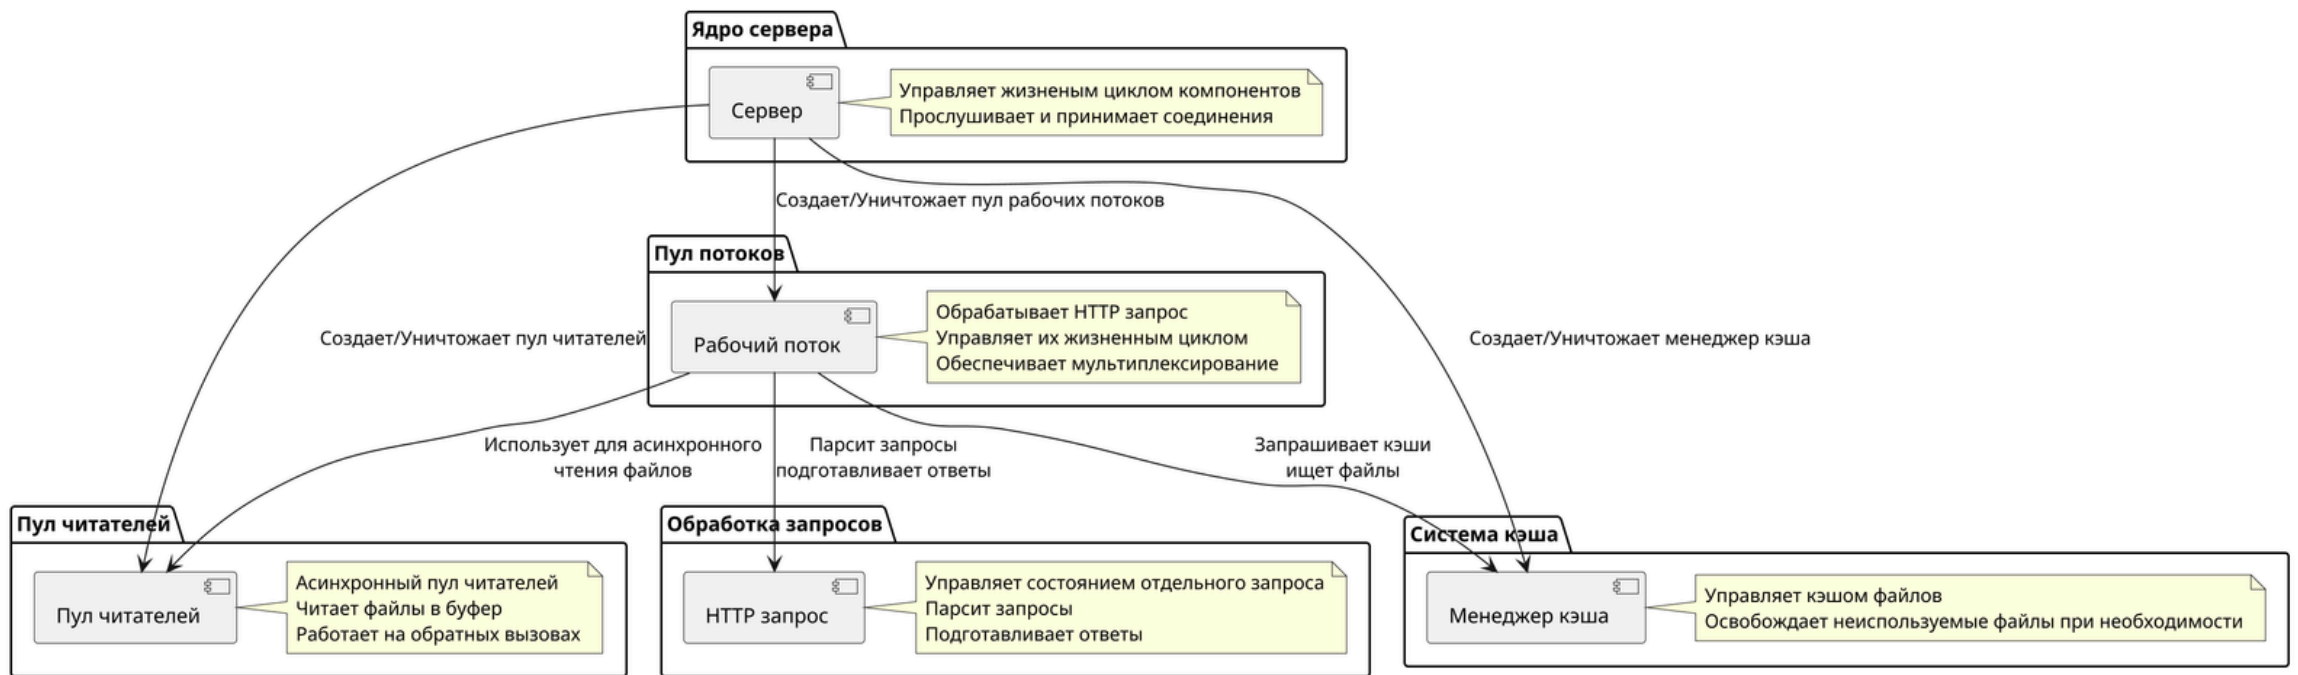 Ядро сервера
Сервер
Управляет жизненым циклом компонентов
Прослушивает и принимает соединения
Создает/Уничтожает пул рабочих потоков
Пул потоков
Рабочий поток
Обрабатывает HTTP запрос
Управляет их жизненным циклом
Обеспечивает мультиплексирование
Создает/Уничтожает пул читателей
Создает/Уничтожает менеджер кэша
Использует для асинхронного
чтения файлов
Парсит запросы
подготавливает ответы
Запрашивает кэши
ищет файлы
Пул читателей
Пул читателей
Асинхронный пул читателей
Читает файлы в буфер
Работает на обратных вызовах
Обработка запросов
HTTP запрос
Управляет состоянием отдельного запроса
Парсит запросы
Подготавливает ответы
Система кэша
Менеджер кэша
Управляет кэшом файлов
Освобождает неиспользуемые файлы при необходимости